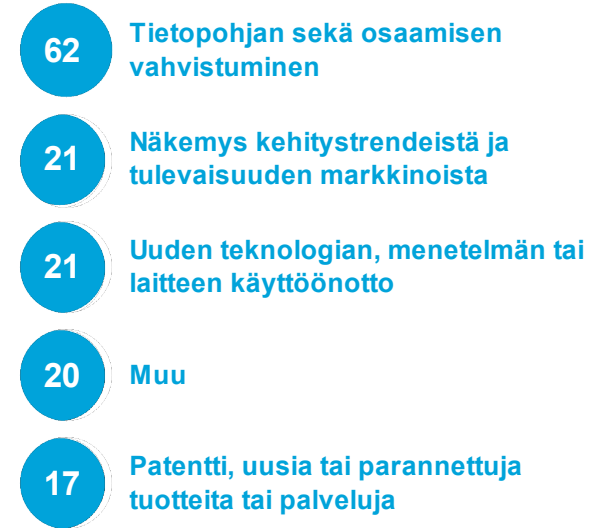 62
Tietopohjan sekä osaamisen
vahvistuminen
21
Näkemys kehitystrendeistä ja
tulevaisuuden markkinoista
21
Uuden teknologian, menetelmän tai
laitteen käyttöönotto
20
Muu
17
Patentti, uusia tai parannettuja
tuotteita tai palveluja